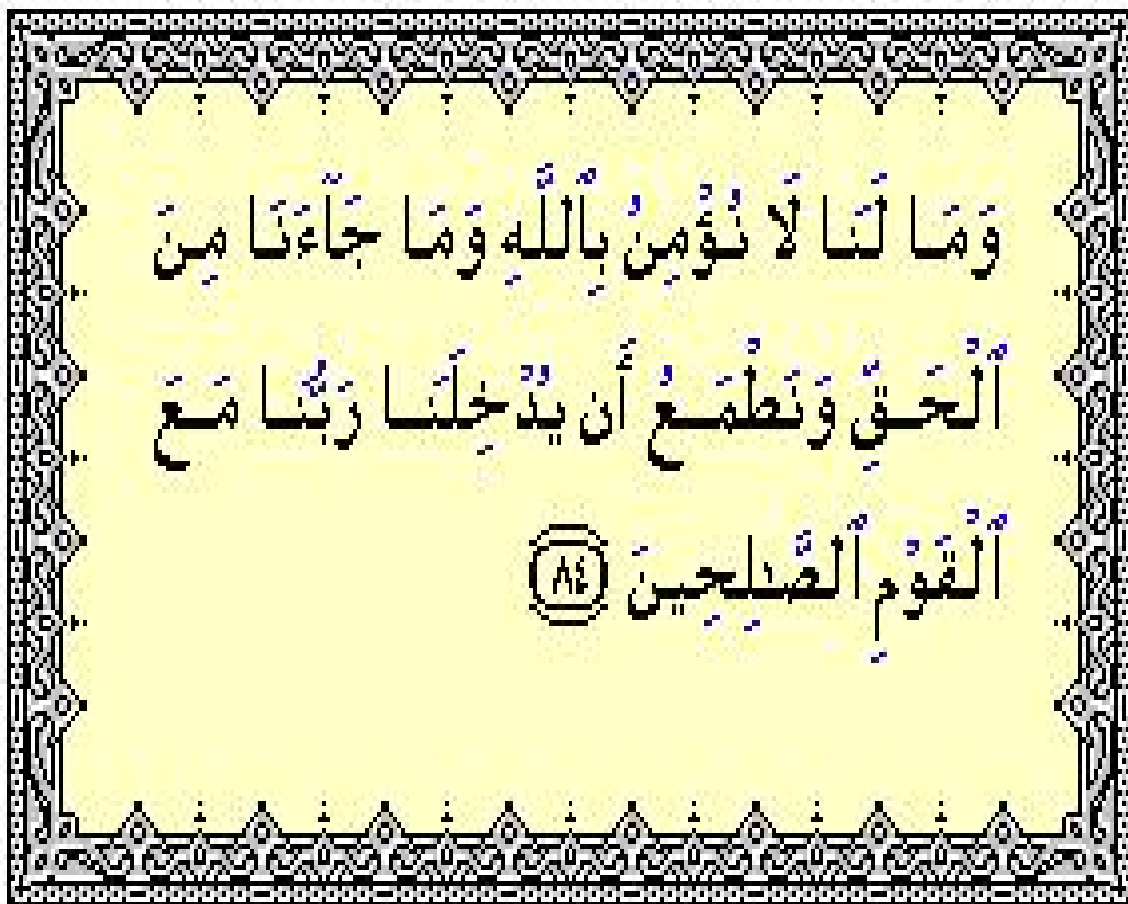 وَمَا لَنَا لَا نُؤْمِنُ بِٱللَّهِ وَمَا جَآءَنَا مِنَ
ٱلْحَقِّ وَنَطْمَعُ أَن يُدْخِلَنَا رَبُّنَا مَعَ
ٱلْقَوْمِ ٱلصَّٰلِحِينَ ٨٤